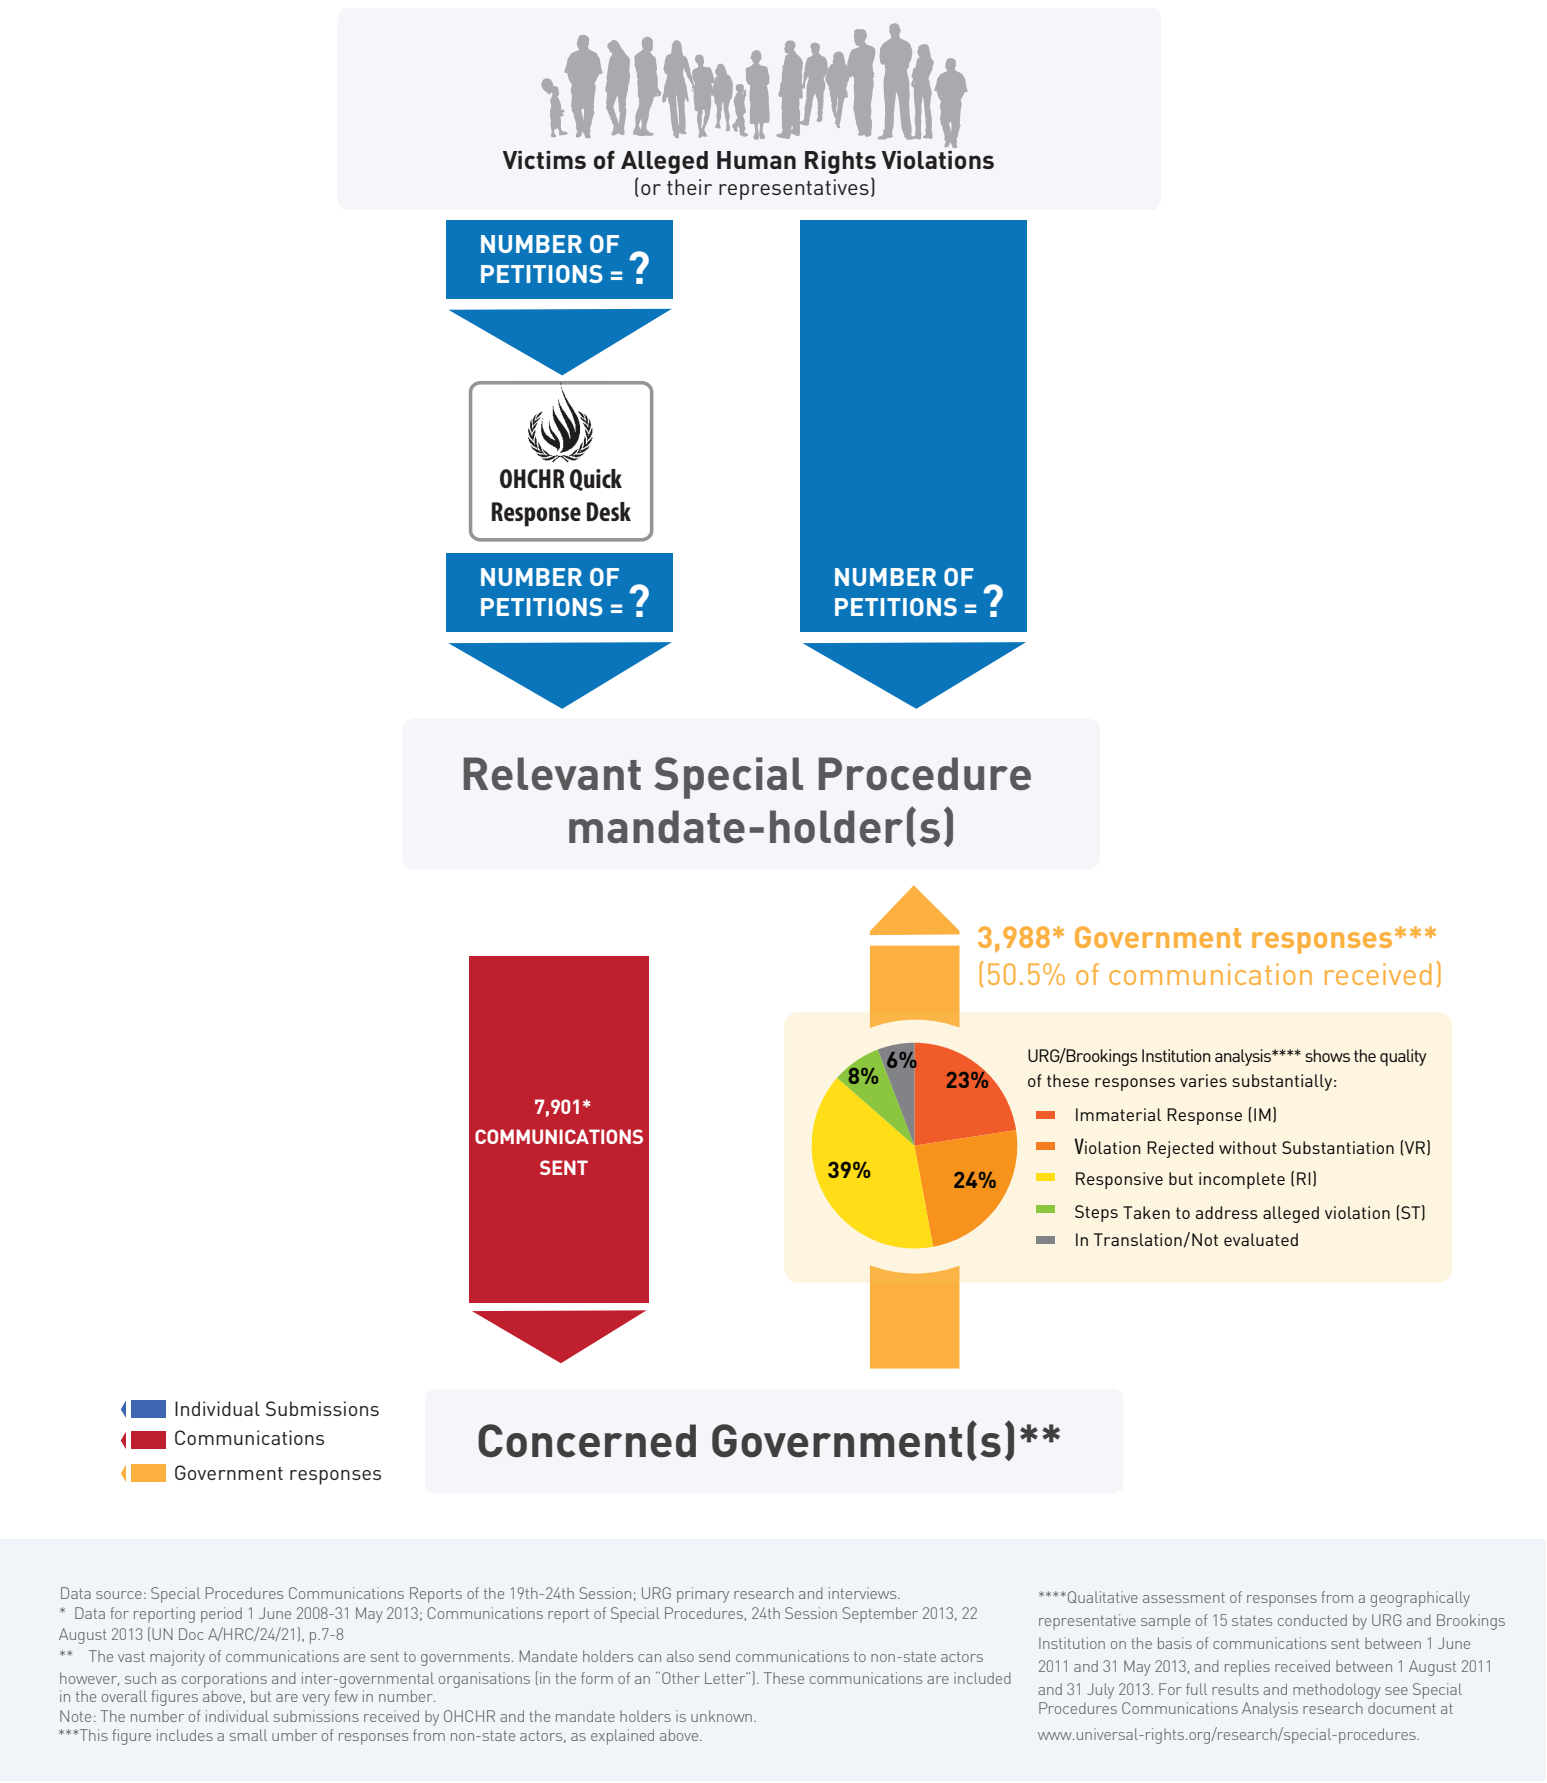 Victims of Alleged Human Rights Violations
(or their representatives)
NUMBER OF
PETITIONS = ?
OHCHR Quick
Response Desk
NUMBER OF
PETITIONS = ?
NUMBER OF
PETITIONS = ?
Relevant Special Procedure
mandate-holder(s)
3,988* Government responses***
(50.5% of communication received)
7,901*
COMMUNICATIONS
SENT
6%
8%
23%
39%
24%
URG/Brookings Institution analysis**** shows the quality
of these responses varies substantially:
Immaterial Response (IM)
Violation Rejected without Substantiation (VR)
Responsive but incomplete (RI)
Steps Taken to address alleged violation (ST)
In Translation/Not evaluated
Individual Submissions
Communications
Government responses
Concerned Government(s)**
Data source: Special Procedures Communications Reports of the 19th-24th Session; URG primary research and interviews.
* Data for reporting period 1 June 2008-31 May 2013; Communications report of Special Procedures, 24th Session September 2013, 22
August 2013 (UN Doc A/HRC/24/21), p.7-8
** The vast majority of communications are sent to governments. Mandate holders can also send communications to non-state actors
however, such as corporations and inter-governmental organisations (in the form of an "Other Letter"). These communications are included
in the overall figures above, but are very few in number.
Note: The number of individual submissions received by OHCHR and the mandate holders is unknown.
***This figure includes a small umber of responses from non-state actors, as explained above.
****Qualitative assessment of responses from a geographically
representative sample of 15 states conducted by URG and Brookings
Institution on the basis of communications sent between 1 June
2011 and 31 May 2013, and replies received between 1 August 2011
and 31 July 2013. For full results and methodology see Special
Procedures Communications Analysis research document at
www.universal-rights.org/research/special-procedures.